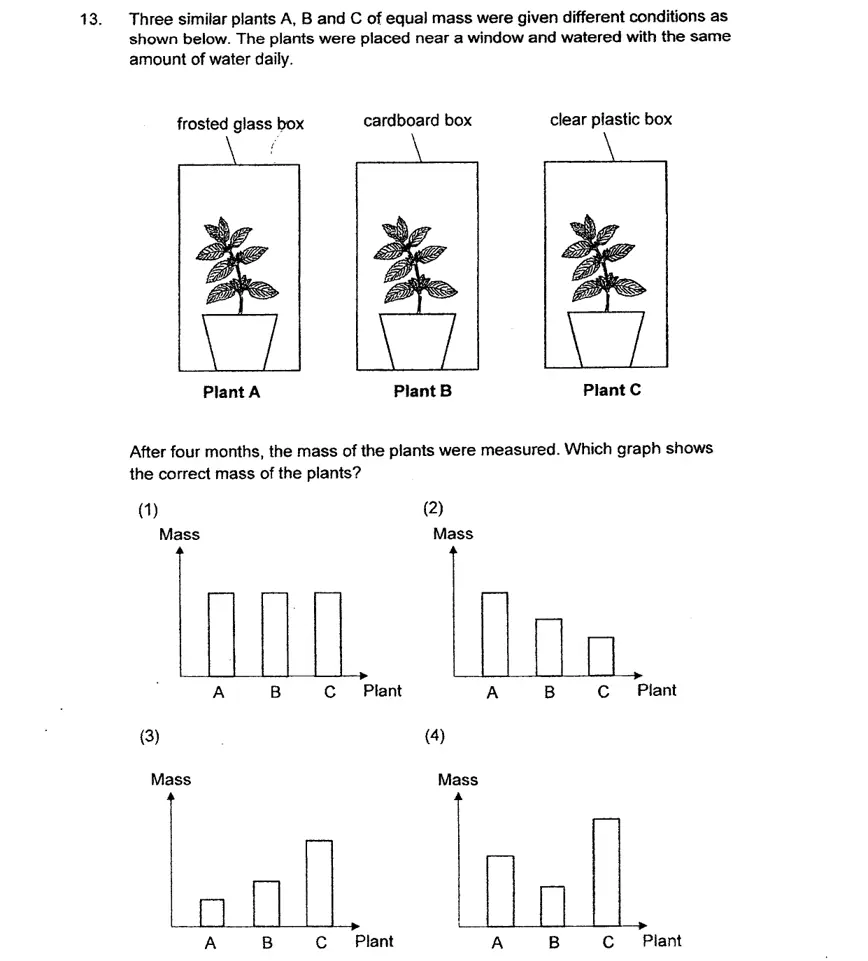 13. Three similar plants A, B and C of equal mass were given different conditions as
shown below. The plants were placed near a window and watered with the same
amount of water daily.
frosted glass box
cardboard box
clear plastic box
Plant A
Plant B
Plant C
After four months, the mass of the plants were measured. Which graph shows
the correct mass of the plants?
(1)
(2)
Mass
Mass
A B C Plant
A B C Plant
(3)
(4)
Mass
Mass
A B C Plant
A B C Plant